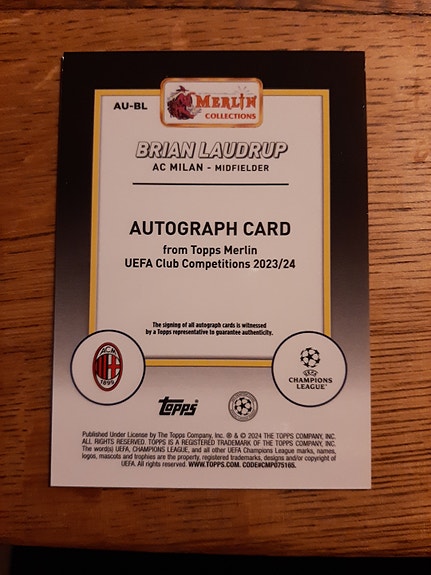 MERLIN
COLLECTIONS
AU-BL
BRIAN LAUDRUP
AC MILAN - MIDFIELDER
AUTOGRAPH CARD
from Topps Merlin
UEFA Club Competitions 2023/24
The signing of all autograph cards is witnessed
by a Topps representative to guarantee authenticity.
ACM
1899
UEFA
CHAMPIONS
LEAGUE
Topps
Published Under License by The Topps Company, Inc. ® & © 2024 THE TOPPS COMPANY, INC.
ALL RIGHTS RESERVED. TOPPS IS A REGISTERED TRADEMARK OF THE TOPPS COMPANY, INC.
The word(s) UEFA, CHAMPIONS LEAGUE, and all other UEFA Champions League marks, names,
logos, mascots and trophies are the property, registered trademarks, designs and/or copyright of
UEFA. All rights reserved. WWW.TOPPS.COM. CODE#CMP075165.